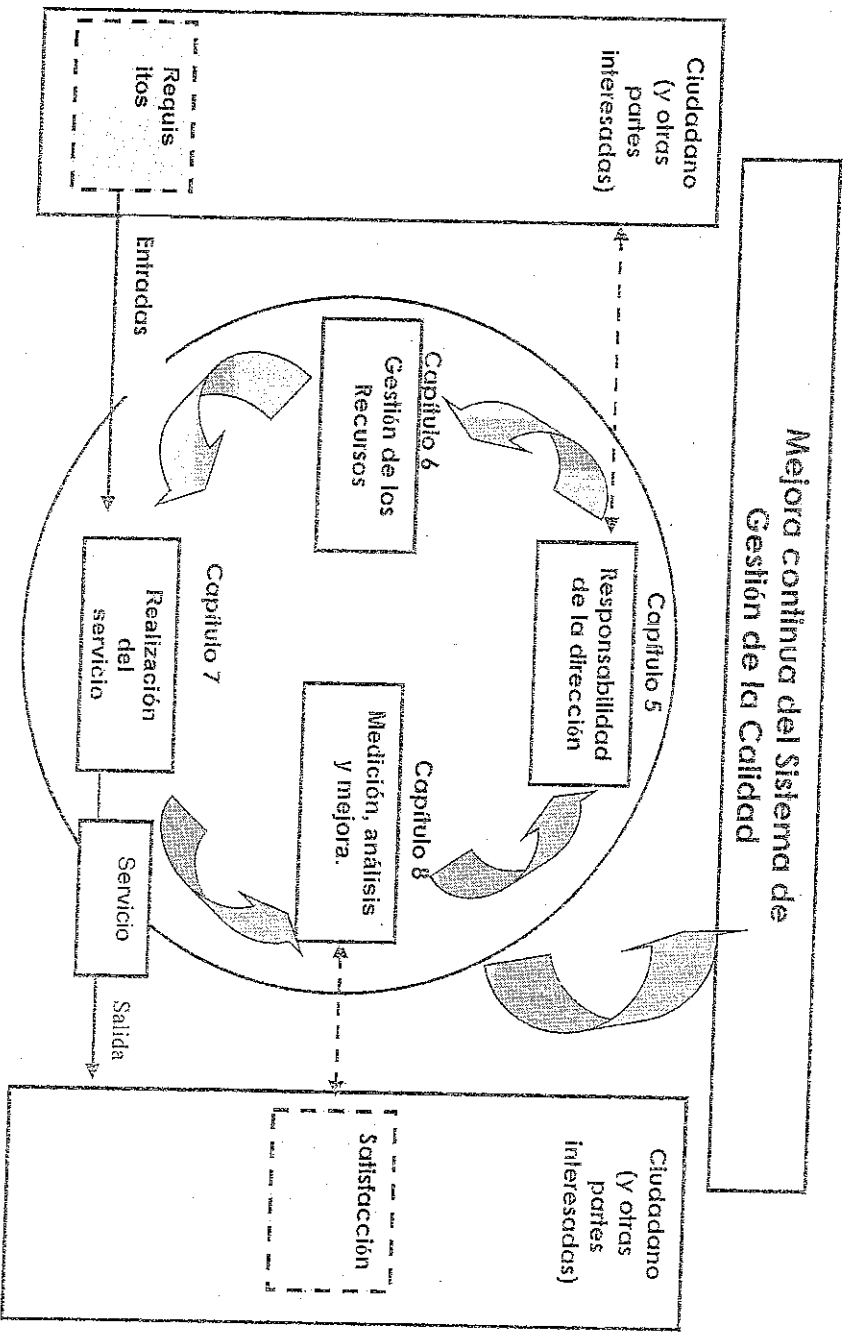 Mejora continua del Sistema de
Gestión de la Calidad
Ciudadano
(y otras
partes
interesadas)
Requis
itos
Entradas
Capítulo 5
Responsabilidad
de la dirección
Capítulo 6
Gestión de los
Recursos
Capítulo 8
Medición, análisis
y mejora.
Capítulo 7
Realización
del
servicio
Servicio
Salida
Ciudadano
(y otras
partes
interesadas)
Satisfacción